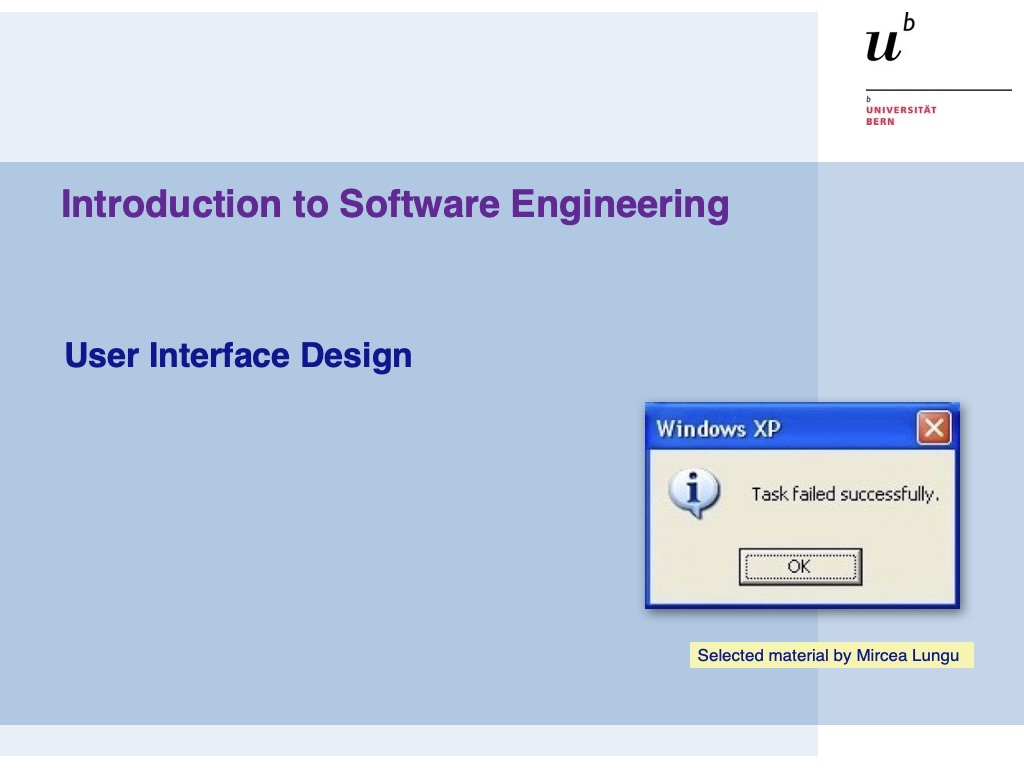 u
b
b
UNIVERSITÄT
BERN
Introduction to Software Engineering
User Interface Design
Windows XP
Task failed successfully.
OK
Selected material by Mircea Lungu